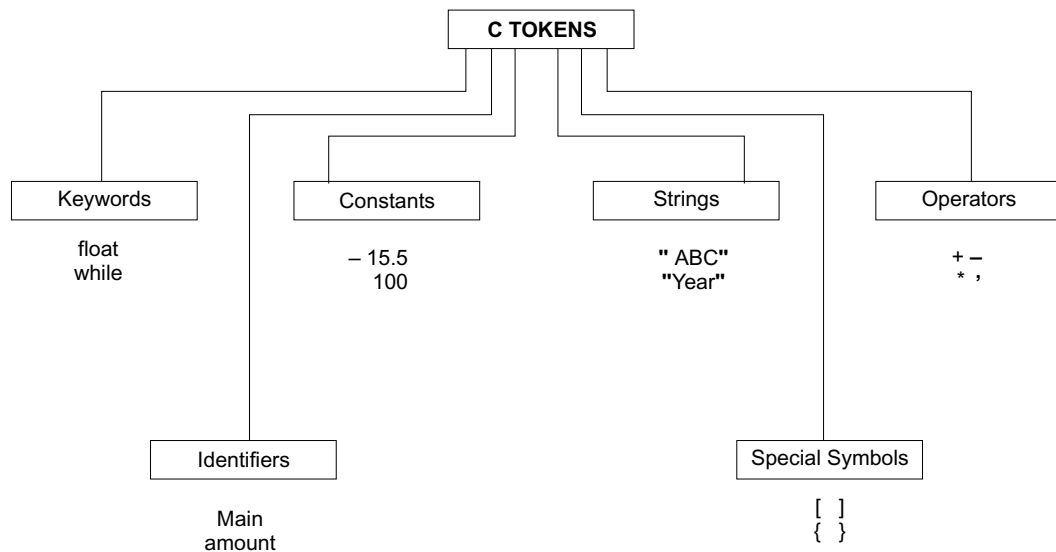 C TOKENS
Keywords
Constants
Strings
Operators
float
while
– 15.5
100
" ABC"
"Year"
+ –
* ,
Identifiers
Special Symbols
Main
amount
[ ]
{ }